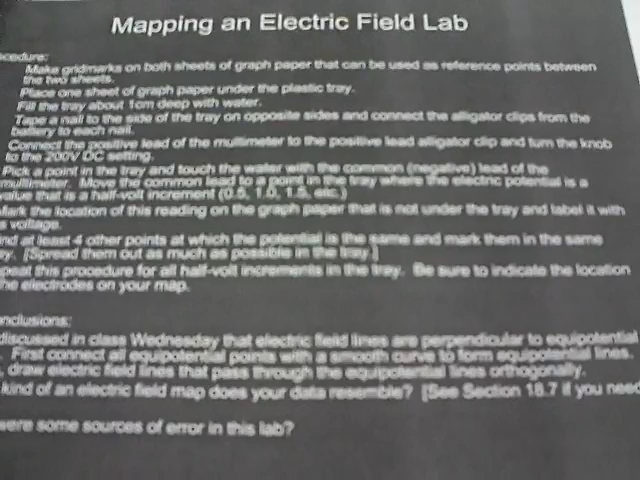 Mapping an Electric Field Lab
ocedure:
Make gridmarks on both sheets of graph paper that can be used as reference points between
the two sheets.
Place one sheet of graph paper under the plastic tray.
Fill the tray about 1cm deep with water.
Tape a nail to the side of the tray on opposite sides and connect the alligator clips from the
battery to each nail.
Connect the positive lead of the multimeter to the positive lead alligator clip and turn the knob
to the 200V DC setting.
Pick a point in the tray and touch the water with the common (negative) lead of the
multimeter. Move the common lead to a point in the tray where the electric potential is a
value that is a half-volt increment (0.5, 1.0, 1.5, etc.)
Mark the location of this reading on the graph paper that is not under the tray and label it with
s voltage.
nd at least 4 other points at which the potential is the same and mark them in the same
ay. [Spread them out as much as possible in the tray.]
peat this procedure for all half-volt increments in the tray. Be sure to indicate the location
he electrodes on your map.
nclusions:
discussed in class Wednesday that electric field lines are perpendicular to equipotential
. First connect all equipotential points with a smooth curve to form equipotential lines.
, draw electric field lines that pass through the equipotential lines orthogonally.
kind of an electric field map does your data resemble? [See Section 18.7 if you need
were some sources of error in this lab?